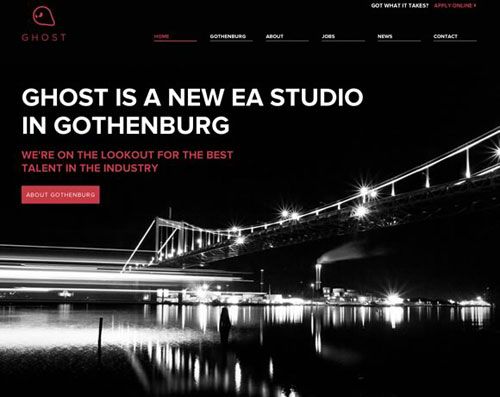 GOT WHAT IT TAKES? APPLY ONLINE
GHOST
HOME GOTHENBURG ABOUT JOBS NEWS CONTACT
GHOST IS A NEW EA STUDIO
IN GOTHENBURG
WE'RE ON THE LOOKOUT FOR THE BEST
TALENT IN THE INDUSTRY
ABOUT GOTHENBURG